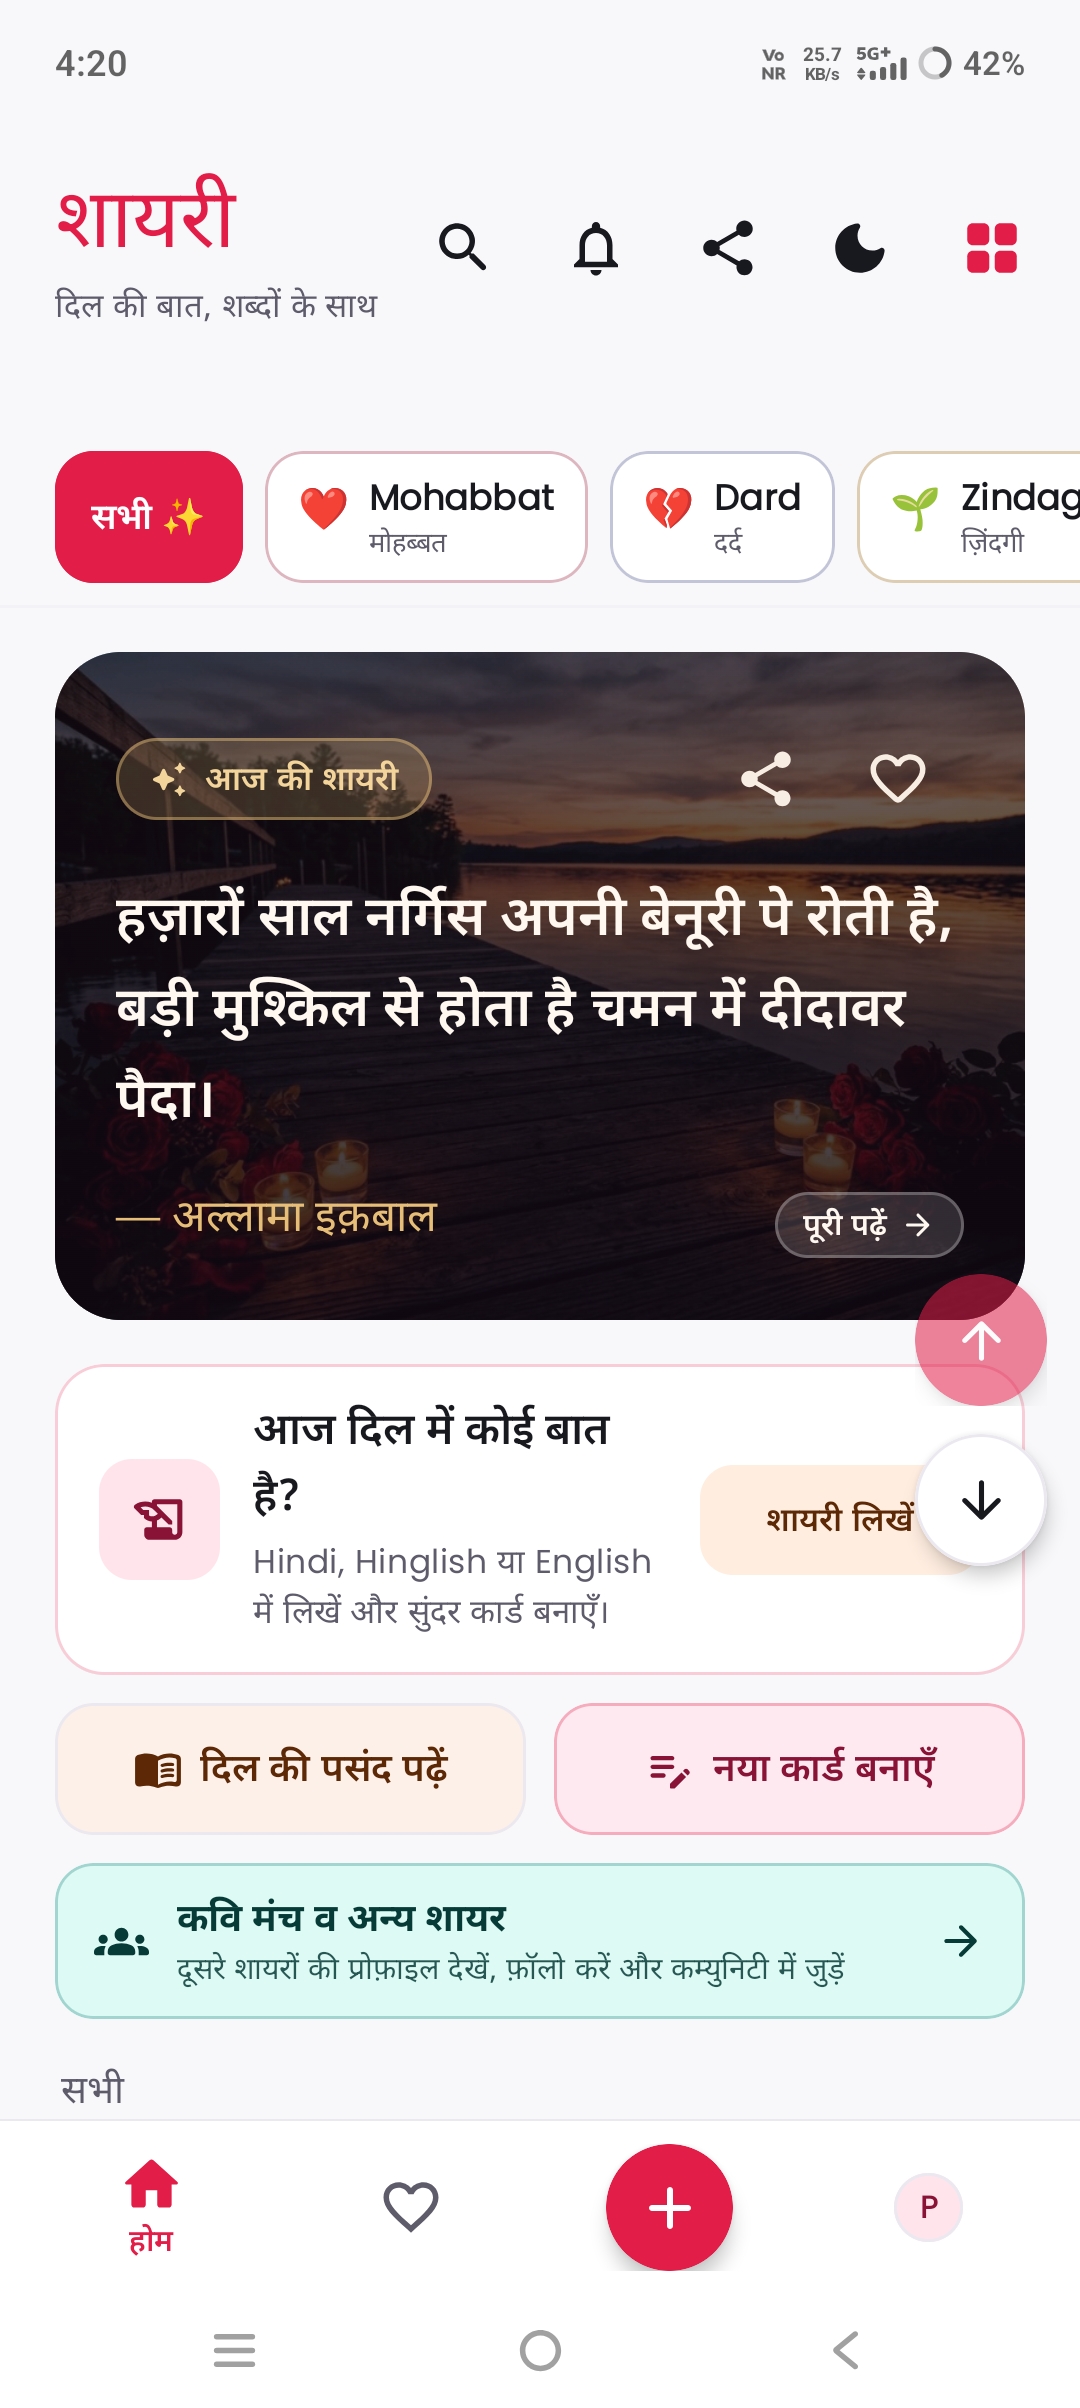 4:20
Vo NR 25.7 KB/s 5G+ 42%
शायरी
दिल की बात, शब्दों के साथ
सभी ✨
Mohabbat
मोहब्बत
Dard
दर्द
Zindag
ज़िंदगी
आज की शायरी
हज़ारों साल नर्गिस अपनी बेनूरी पे रोती है,
बड़ी मुश्किल से होता है चमन में दीदावर
पैदा।
— अल्लामा इक़बाल
पूरी पढ़ें →
आज दिल में कोई बात
है?
Hindi, Hinglish या English
में लिखें और सुंदर कार्ड बनाएँ।
शायरी लिखें
दिल की पसंद पढ़ें
नया कार्ड बनाएँ
कवि मंच व अन्य शायर
दूसरे शायरों की प्रोफ़ाइल देखें, फ़ॉलो करें और कम्युनिटी में जुड़ें
सभी
होम
P